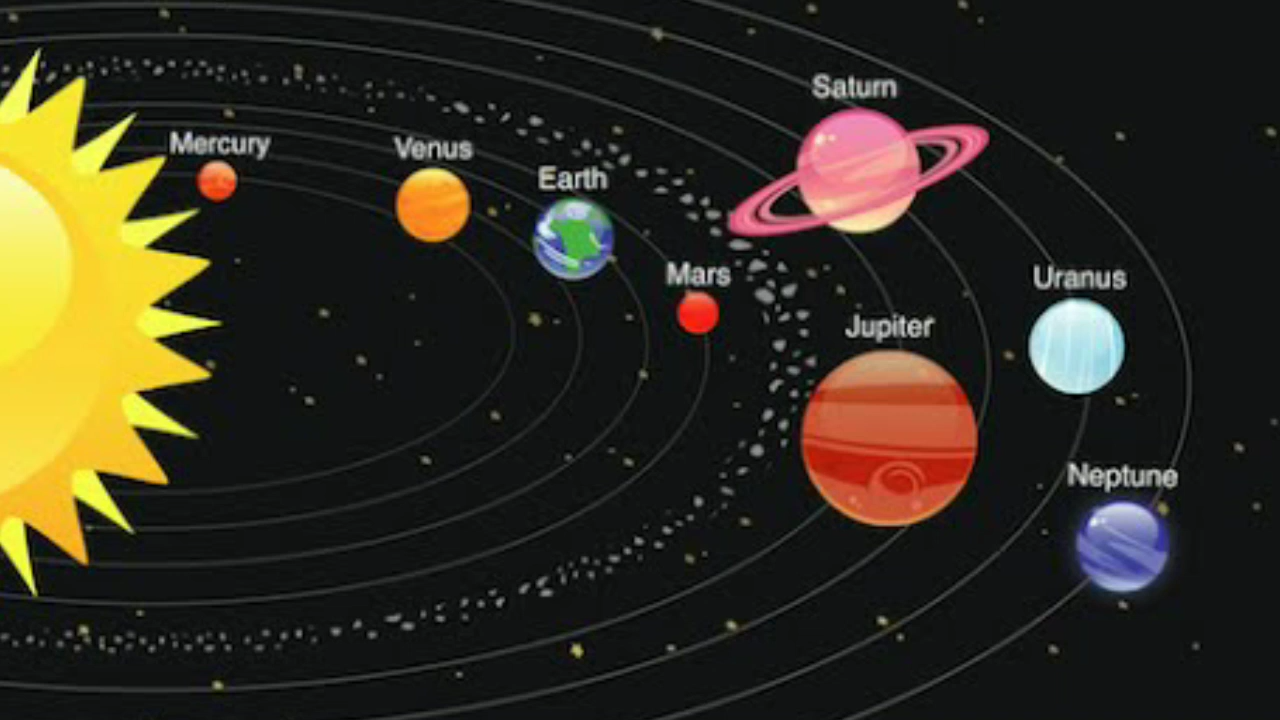 Mercury
Venus
Earth
Mars
Jupiter
Saturn
Uranus
Neptune